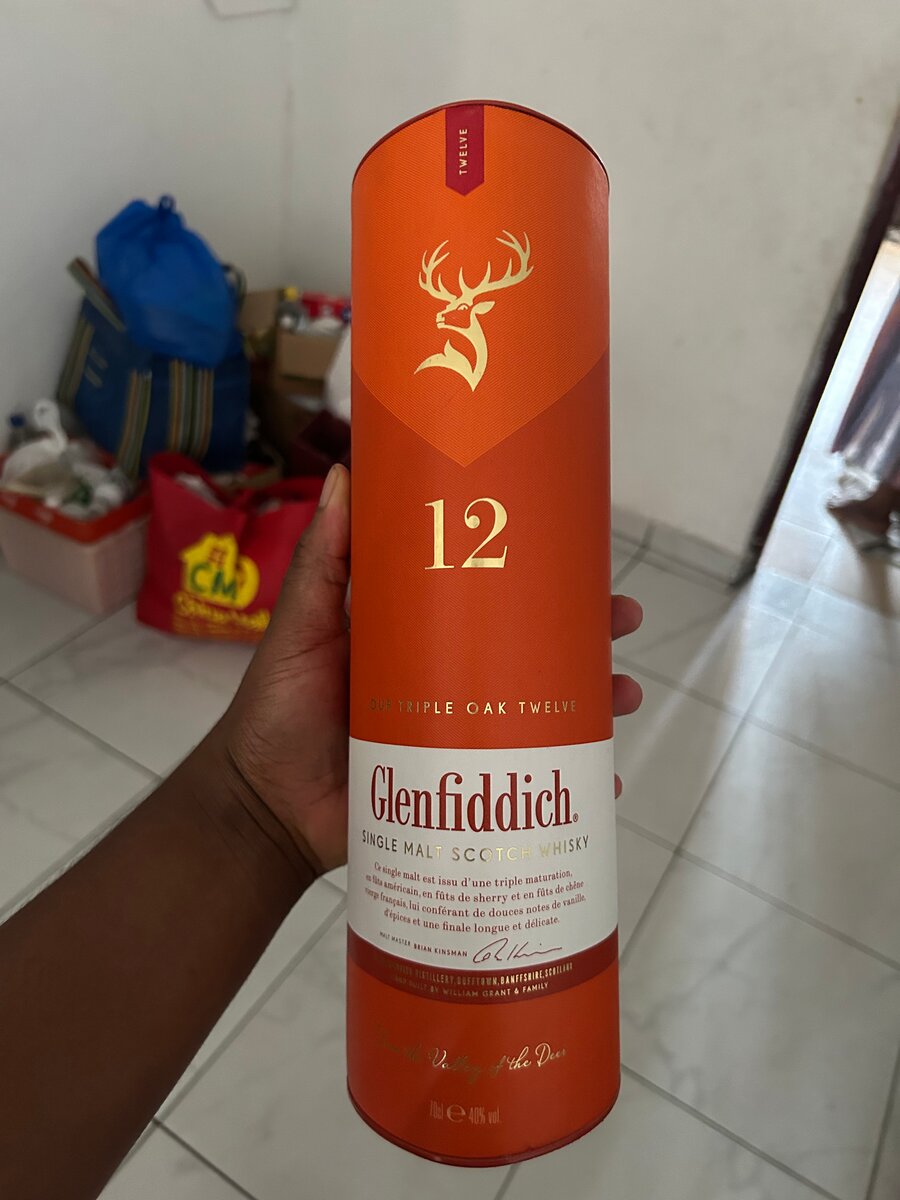 TWELVE
12
OUR TRIPLE OAK TWELVE
Glenfiddich®
SINGLE MALT SCOTCH WHISKY
Ce single malt est issu d'une triple maturation,
en fûts américain, en fûts de sherry et en fûts de chêne
vierge français, lui conférant de douces notes de vanille,
d'épices et une finale longue et délicate.
MALT MASTER BRIAN KINSMAN
DISTILLERY, DUFFTOWN, BANFFSHIRE, SCOTLAND
BUILT BY WILLIAM GRANT & FAMILY
Valley of the Deer
70cl e 40% vol.
CM